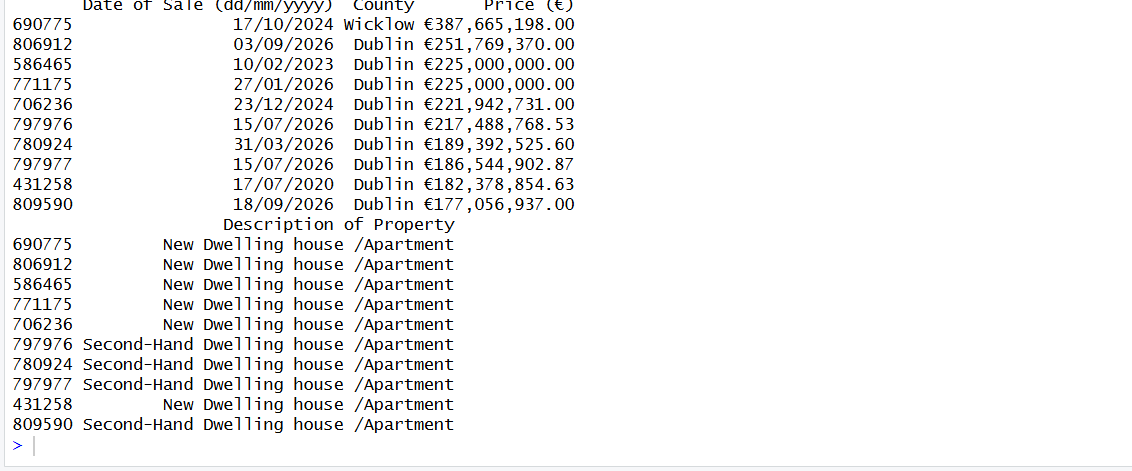 Date of Sale (dd/mm/yyyy) County Price (€)
690775 17/10/2024 Wicklow €387,665,198.00
806912 03/09/2026 Dublin €251,769,370.00
586465 10/02/2023 Dublin €225,000,000.00
771175 27/01/2026 Dublin €225,000,000.00
706236 23/12/2024 Dublin €221,942,731.00
797976 15/07/2026 Dublin €217,488,768.53
780924 31/03/2026 Dublin €189,392,525.60
797977 15/07/2026 Dublin €186,544,902.87
431258 17/07/2020 Dublin €182,378,854.63
809590 18/09/2026 Dublin €177,056,937.00
Description of Property
690775 New Dwelling house /Apartment
806912 New Dwelling house /Apartment
586465 New Dwelling house /Apartment
771175 New Dwelling house /Apartment
706236 New Dwelling house /Apartment
797976 Second-Hand Dwelling house /Apartment
780924 Second-Hand Dwelling house /Apartment
797977 Second-Hand Dwelling house /Apartment
431258 New Dwelling house /Apartment
809590 Second-Hand Dwelling house /Apartment
>